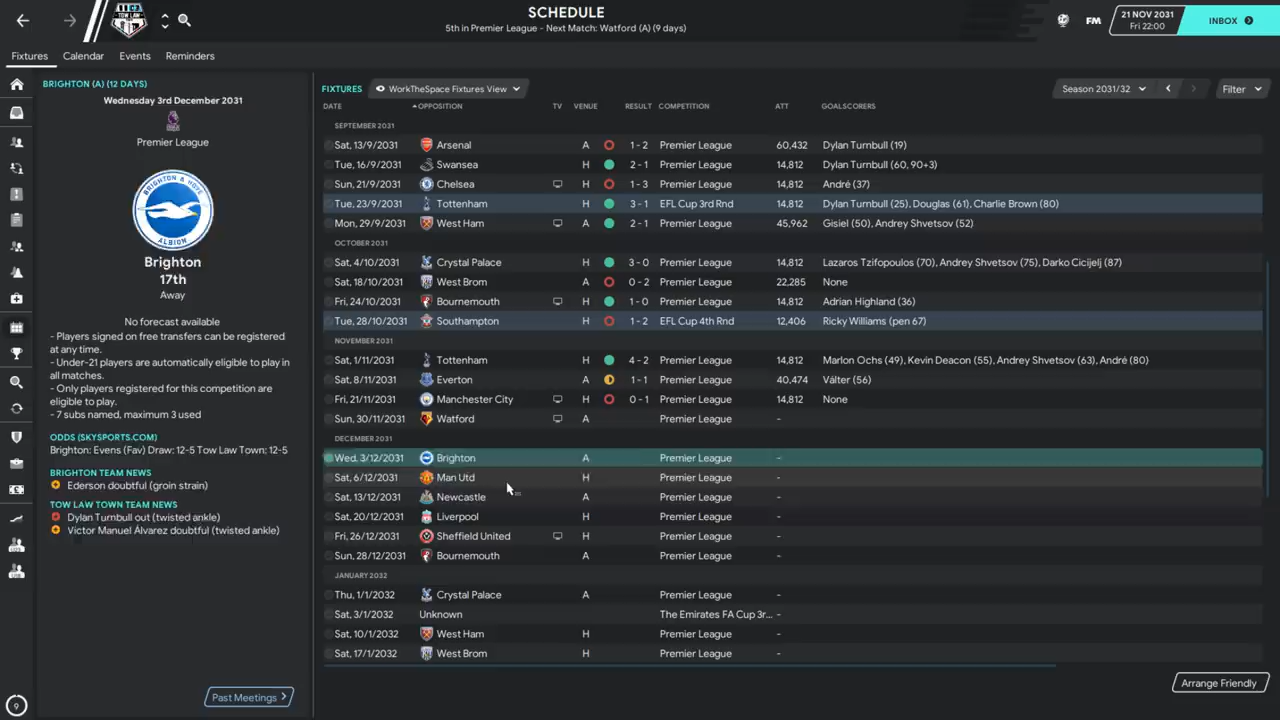 SCHEDULE
5th in Premier League - Next Match: Watford (A) (9 days)
FM
21 NOV 2031
Fri 22:00
INBOX
TOW LAW
Fixtures Calendar Events Reminders
BRIGHTON (A) (12 DAYS)
Wednesday 3rd December 2031
Premier League
BRIGHTON & HOVE
ALBION
Brighton
17th
Away
No forecast available
- Players signed on free transfers can be registered
at any time.
- Under-21 players are automatically eligible to play in
all matches.
- Only players registered for this competition are
eligible to play.
- 7 subs named, maximum 3 used
ODDS (SKYSPORTS.COM)
Brighton: Evens (Fav) Draw: 12-5 Tow Law Town: 12-5
BRIGHTON TEAM NEWS
Ederson doubtful (groin strain)
TOW LAW TOWN TEAM NEWS
Dylan Turnbull out (twisted ankle)
Víctor Manuel Álvarez doubtful (twisted ankle)
Past Meetings
9
FIXTURES WorkTheSpace Fixtures View Season 2031/32 Filter
DATE OPPOSITION TV VENUE RESULT COMPETITION ATT GOALSCORERS
SEPTEMBER 2031
Sat, 13/9/2031 Arsenal A 1 - 2 Premier League 60,432 Dylan Turnbull (19)
Tue, 16/9/2031 Swansea H 2 - 1 Premier League 14,812 Dylan Turnbull (60, 90+3)
Sun, 21/9/2031 Chelsea H 1 - 3 Premier League 14,812 André (37)
Tue, 23/9/2031 Tottenham H 3 - 1 EFL Cup 3rd Rnd 14,812 Dylan Turnbull (25), Douglas (61), Charlie Brown (80)
Mon, 29/9/2031 West Ham A 2 - 1 Premier League 45,962 Gisiel (50), Andrey Shvetsov (52)
OCTOBER 2031
Sat, 4/10/2031 Crystal Palace H 3 - 0 Premier League 14,812 Lazaros Tzifopoulos (70), Andrey Shvetsov (75), Darko Cicijelj (87)
Sat, 18/10/2031 West Brom A 0 - 2 Premier League 22,285 None
Fri, 24/10/2031 Bournemouth H 1 - 0 Premier League 14,812 Adrian Highland (36)
Tue, 28/10/2031 Southampton H 1 - 2 EFL Cup 4th Rnd 12,406 Ricky Williams (pen 67)
NOVEMBER 2031
Sat, 1/11/2031 Tottenham H 4 - 2 Premier League 14,812 Marlon Ochs (49), Kevin Deacon (55), Andrey Shvetsov (63), André (80)
Sat, 8/11/2031 Everton A 1 - 1 Premier League 40,474 Válter (56)
Fri, 21/11/2031 Manchester City H 0 - 1 Premier League 14,812 None
Sun, 30/11/2031 Watford A Premier League -
DECEMBER 2031
Wed, 3/12/2031 Brighton A Premier League -
Sat, 6/12/2031 Man Utd H Premier League -
Sat, 13/12/2031 Newcastle A Premier League -
Sat, 20/12/2031 Liverpool H Premier League -
Fri, 26/12/2031 Sheffield United H Premier League -
Sun, 28/12/2031 Bournemouth A Premier League -
JANUARY 2032
Thu, 1/1/2032 Crystal Palace A Premier League -
Sat, 3/1/2032 Unknown The Emirates FA Cup 3r... -
Sat, 10/1/2032 West Ham H Premier League -
Sat, 17/1/2032 West Brom H Premier League -
Arrange Friendly